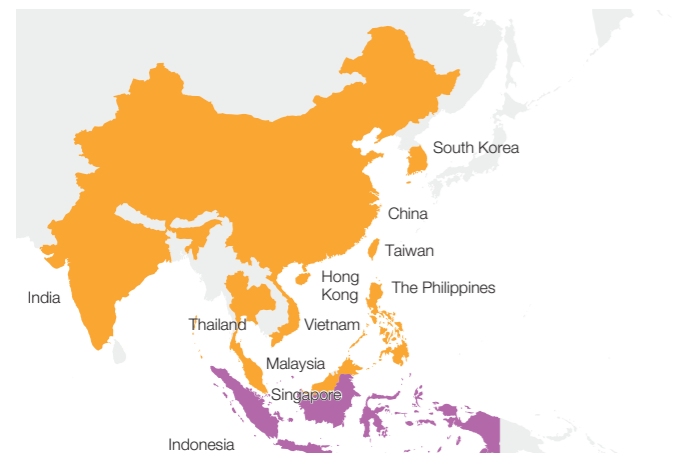 South Korea
China
Taiwan
Hong
Kong
The Philippines
India
Thailand
Vietnam
Malaysia
Singapore
Indonesia